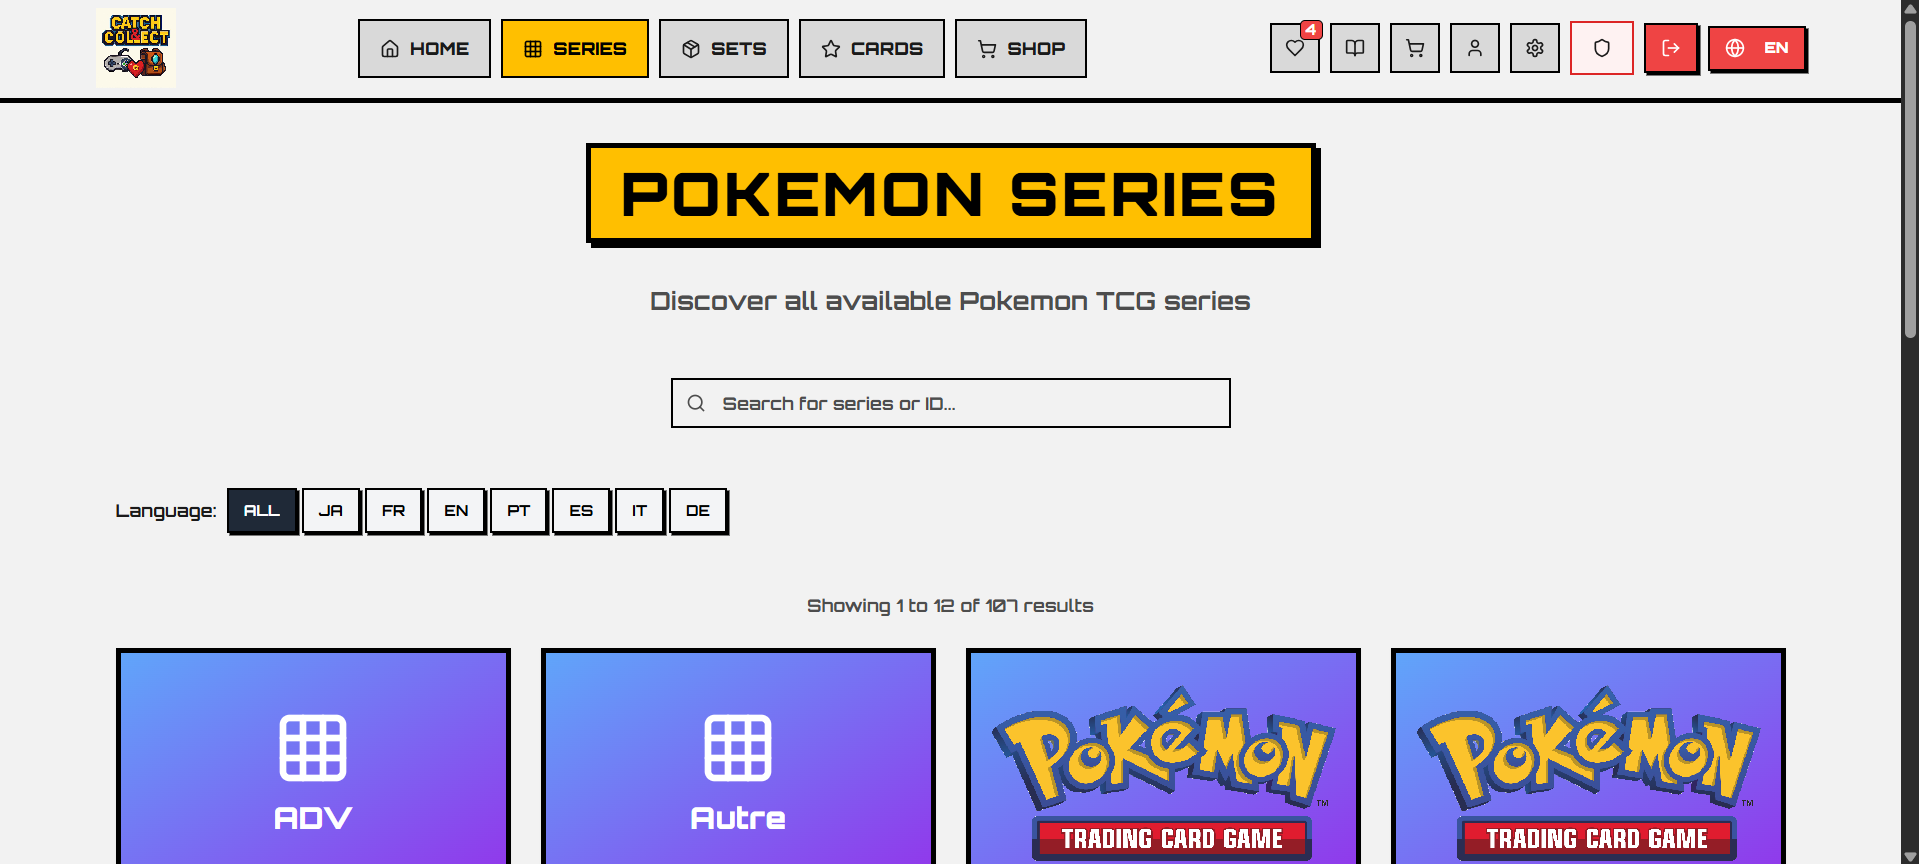 CATCH
&
COLLECT
HOME
SERIES
SETS
CARDS
SHOP
4
EN
POKEMON SERIES
Discover all available Pokemon TCG series
Search for series or ID...
Language:
ALL
JA
FR
EN
PT
ES
IT
DE
Showing 1 to 12 of 107 results
ADV
Autre
Pokémon
TM
TRADING CARD GAME
Pokémon
TM
TRADING CARD GAME